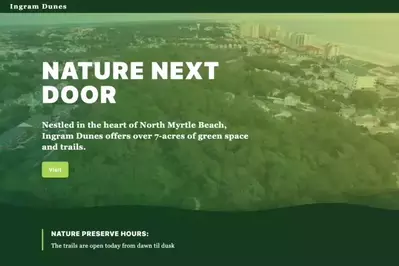 Ingram Dunes
NATURE NEXT
DOOR
Nestled in the heart of North Myrtle Beach,
Ingram Dunes offers over 7-acres of green space
and trails.
Visit
NATURE PRESERVE HOURS:
The trails are open today from dawn til dusk